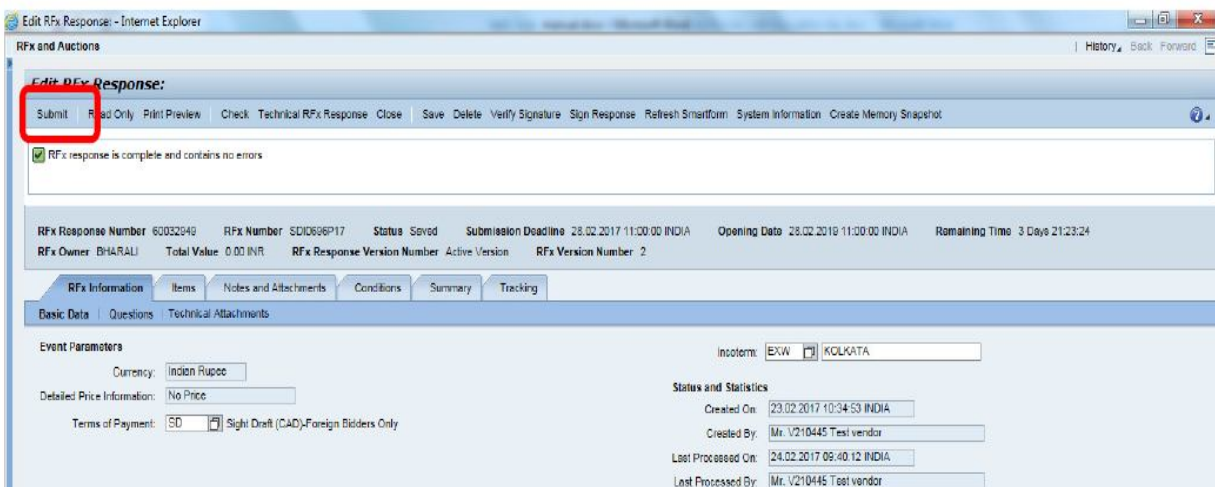 Edit RFx Response: - Internet Explorer
RFx and Auctions
History Back Forward
Edit RFx Response:
Submit Read Only Print Preview Check Technical RFx Response Close Save Delete Verify Signature Sign Response Refresh Smartform System Information Create Memory Snapshot
RFx response is complete and contains no errors
RFx Response Number 60032949 RFx Number SDI0696P17 Status Saved Submission Deadline 28.02.2017 11:00:00 INDIA Opening Date 28.02.2019 11:00:00 INDIA Remaining Time 3 Days 21:23:24
RFx Owner BHARALI Total Value 0.00 INR RFx Response Version Number Active Version RFx Version Number 2
RFx Information Items Notes and Attachments Conditions Summary Tracking
Basic Data Questions Technical Attachments
Event Parameters
Incoterm: EXW KOLKATA
Currency: Indian Rupee
Status and Statistics
Detailed Price Information: No Price
Created On: 23.02.2017 10:34:53 INDIA
Terms of Payment: SD Sight Draft (CAD)-Foreign Bidders Only
Created By: Mr. V210445 Test vendor
Last Processed On: 24.02.2017 09:40:12 INDIA
Last Processed By: Mr. V210445 Test vendor